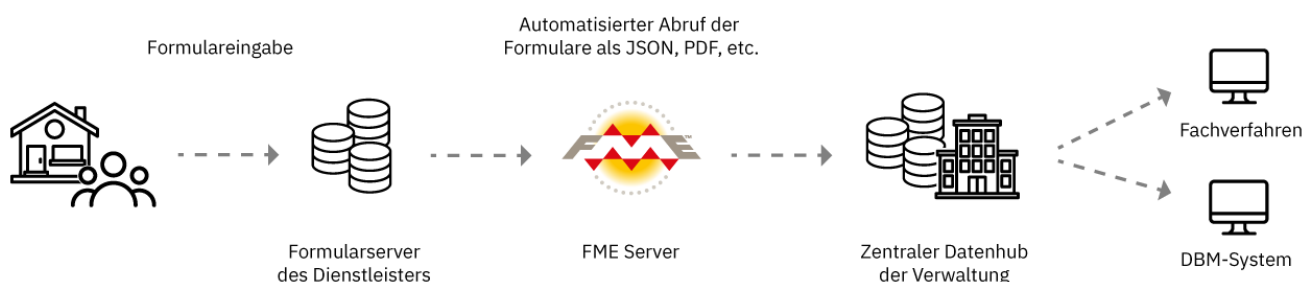 Formulareingabe
Automatisierter Abruf der
Formulare als JSON, PDF, etc.
FME™
Fachverfahren
Formularserver
des Dienstleisters
FME Server
Zentraler Datenhub
der Verwaltung
DBM-System